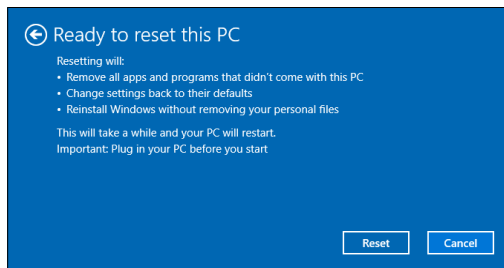 Ready to reset this PC
Resetting will:
• Remove all apps and programs that didn't come with this PC
• Change settings back to their defaults
• Reinstall Windows without removing your personal files
This will take a while and your PC will restart.
Important: Plug in your PC before you start
Reset Cancel